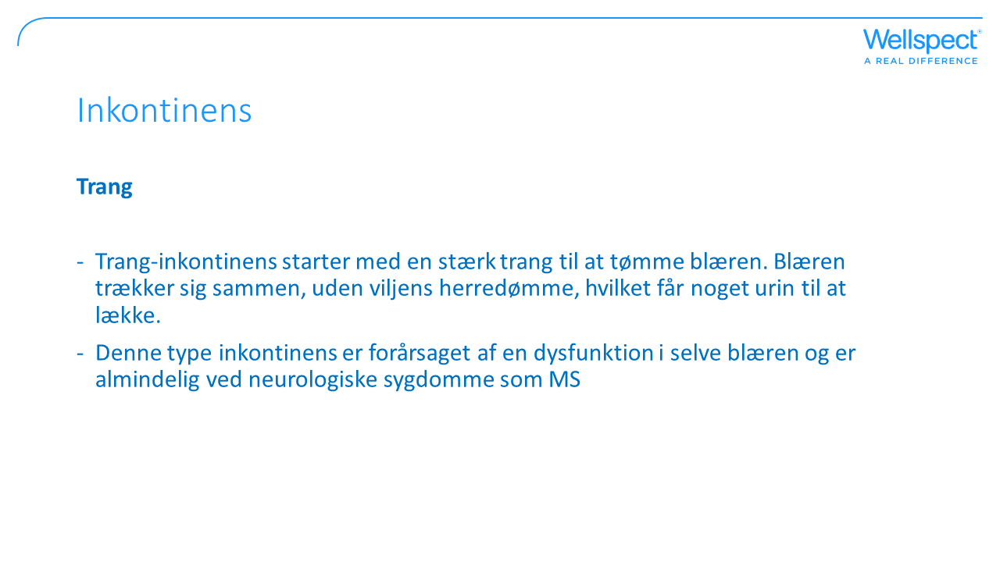 Wellspect®
A REAL DIFFERENCE
Inkontinens
Trang
- Trang-inkontinens starter med en stærk trang til at tømme blæren. Blæren
trækker sig sammen, uden viljens herredømme, hvilket får noget urin til at
lække.
- Denne type inkontinens er forårsaget af en dysfunktion i selve blæren og er
almindelig ved neurologiske sygdomme som MS